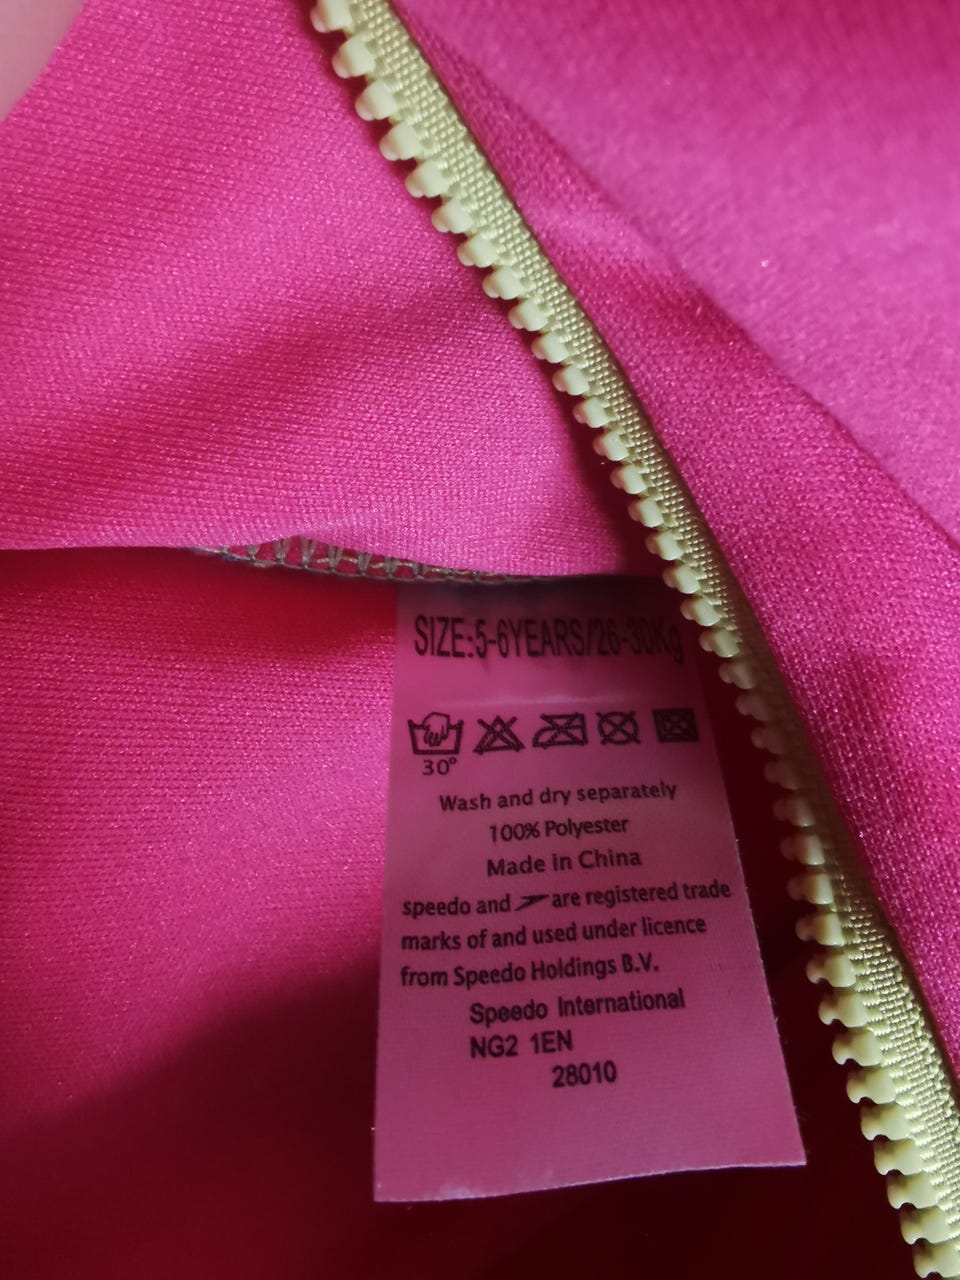 SIZE:5-6YEARS/26-30Kg
30°
Wash and dry separately
100% Polyester
Made in China
speedo and are registered trade
marks of and used under licence
from Speedo Holdings B.V.
Speedo International
NG2 1EN
28010